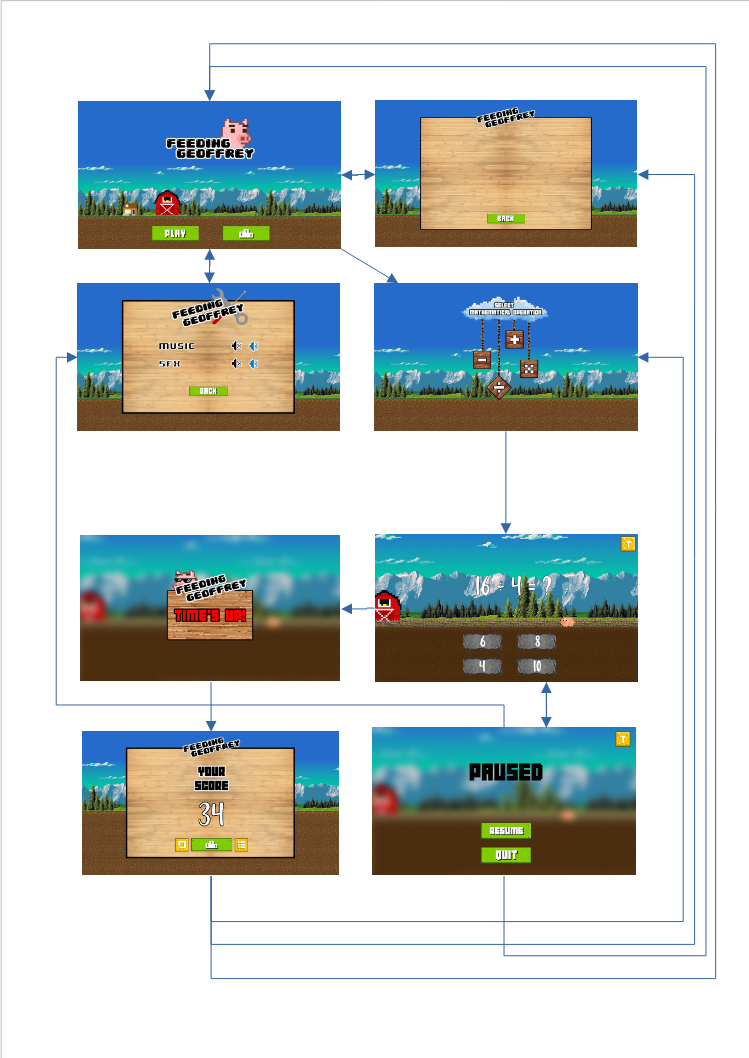 FEEDING
GEOFFREY
PLAY
FEEDING
GEOFFREY
BACK
FEEDING
GEOFFREY
MUSIC
SFX
BACK
SELECT
MATHEMATICAL OPERATION
+
-
×
÷
FEEDING
GEOFFREY
TIME'S UP!
16 ÷ 4 = ?
6 8
4 10
FEEDING
GEOFFREY
YOUR
SCORE
34
PAUSED
RESUME
QUIT